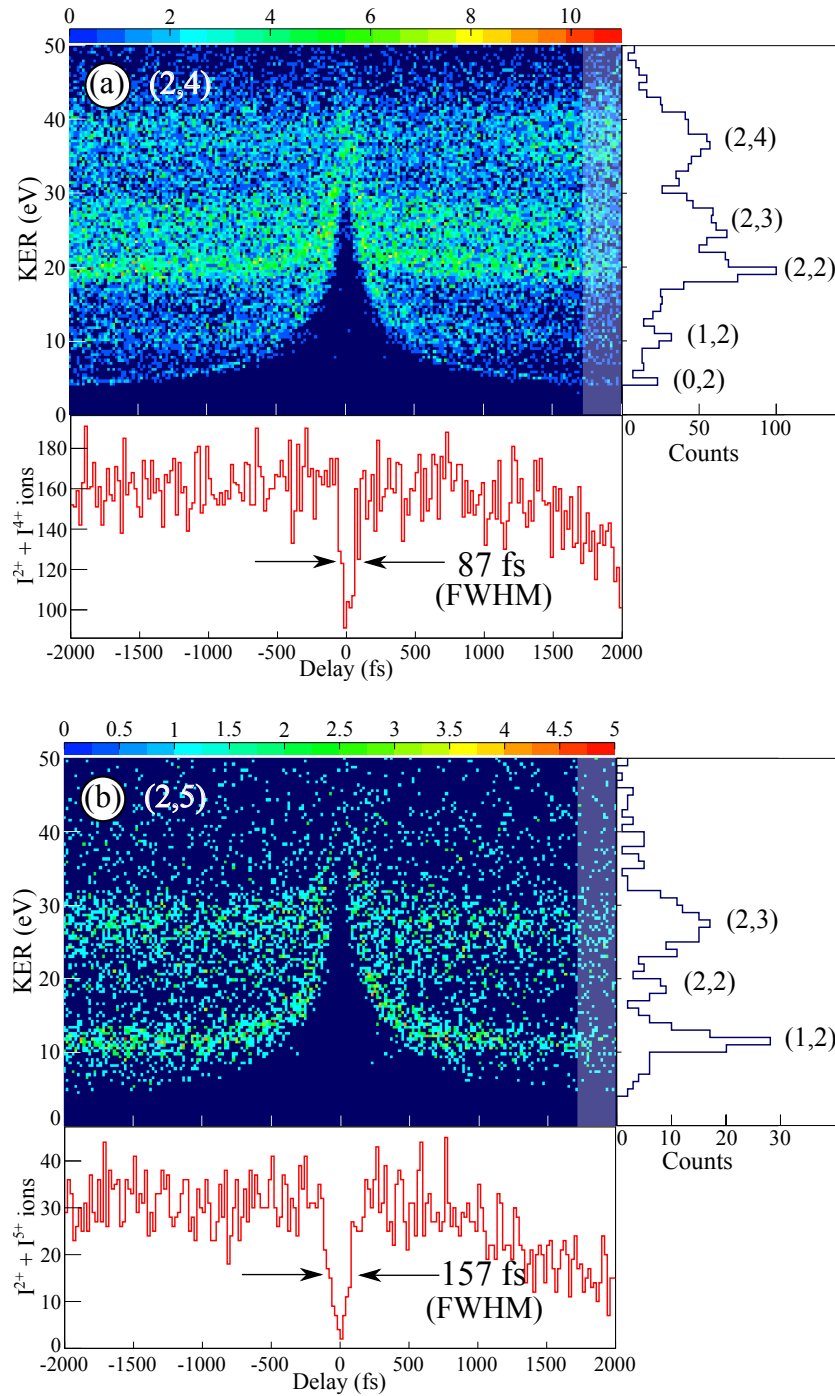 0 2 4 6 8 10
(a) (2,4)
50
40
30
20
10
0
KER (eV)
(2,4)
(2,3)
(2,2)
(1,2)
(0,2)
0 50 100
Counts
180
160
140
120
100
I2+ + I4+ ions
87 fs
(FWHM)
-2000 -1500 -1000 -500 0 500 1000 1500 2000
Delay (fs)
0 0.5 1 1.5 2 2.5 3 3.5 4 4.5 5
(b) (2,5)
50
40
30
20
10
0
KER (eV)
(2,3)
(2,2)
(1,2)
0 10 20 30
Counts
40
30
20
10
0
I2+ + I5+ ions
157 fs
(FWHM)
-2000 -1500 -1000 -500 0 500 1000 1500 2000
Delay (fs)